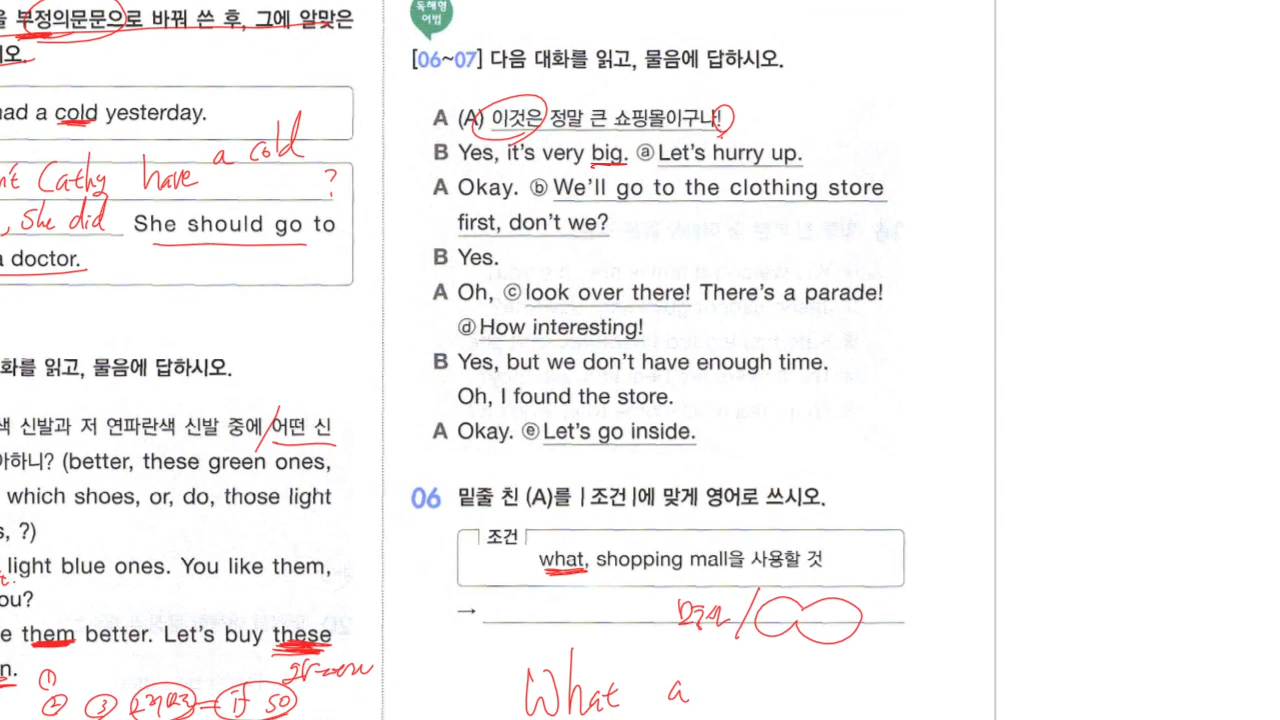 을 부정의문문으로 바꿔 쓴 후, 그에 알맞은
시오.
had a cold yesterday.
a cold
n't Cathy have ?
, she did She should go to
a doctor.
화를 읽고, 물음에 답하시오.
색 신발과 저 연파란색 신발 중에 / 어떤 신
아하니? (better, these green ones,
which shoes, or, do, those light
s, ?)
light blue ones. You like them,
ou?
e them better. Let's buy these
n.
green
① 
② ③ = if so
독해형
어법
[06~07] 다음 대화를 읽고, 물음에 답하시오.
A (A) 이것은 정말 큰 쇼핑몰이구나!
B Yes, it's very big. ⓐ Let's hurry up.
A Okay. ⓑ We'll go to the clothing store
first, don't we?
B Yes.
A Oh, ⓒ look over there! There's a parade!
ⓓ How interesting!
B Yes, but we don't have enough time.
Oh, I found the store.
A Okay. ⓔ Let's go inside.
06 밑줄 친 (A)를 |조건|에 맞게 영어로 쓰시오.
조건
what, shopping mall을 사용할 것
→
What a